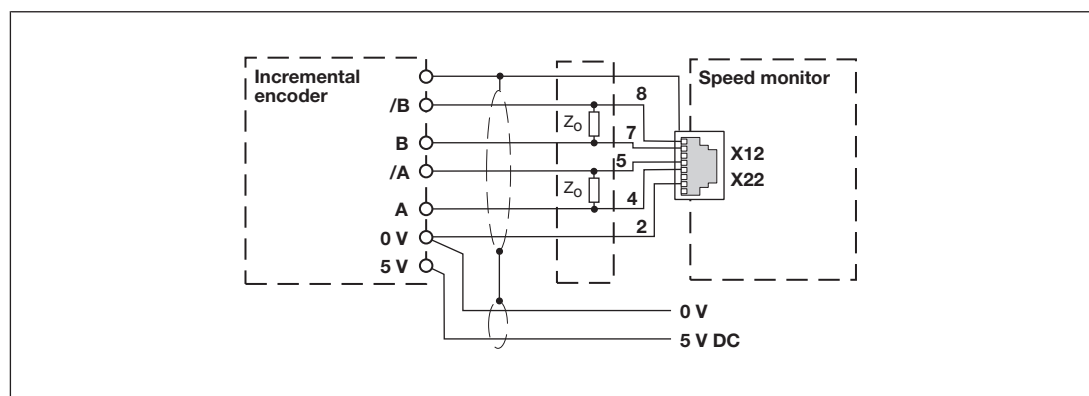 Incremental
encoder
Speed monitor
/B
8
Z₀
B
7
/A
5
X12
Z₀
X22
A
4
0 V
2
5 V
0 V
5 V DC